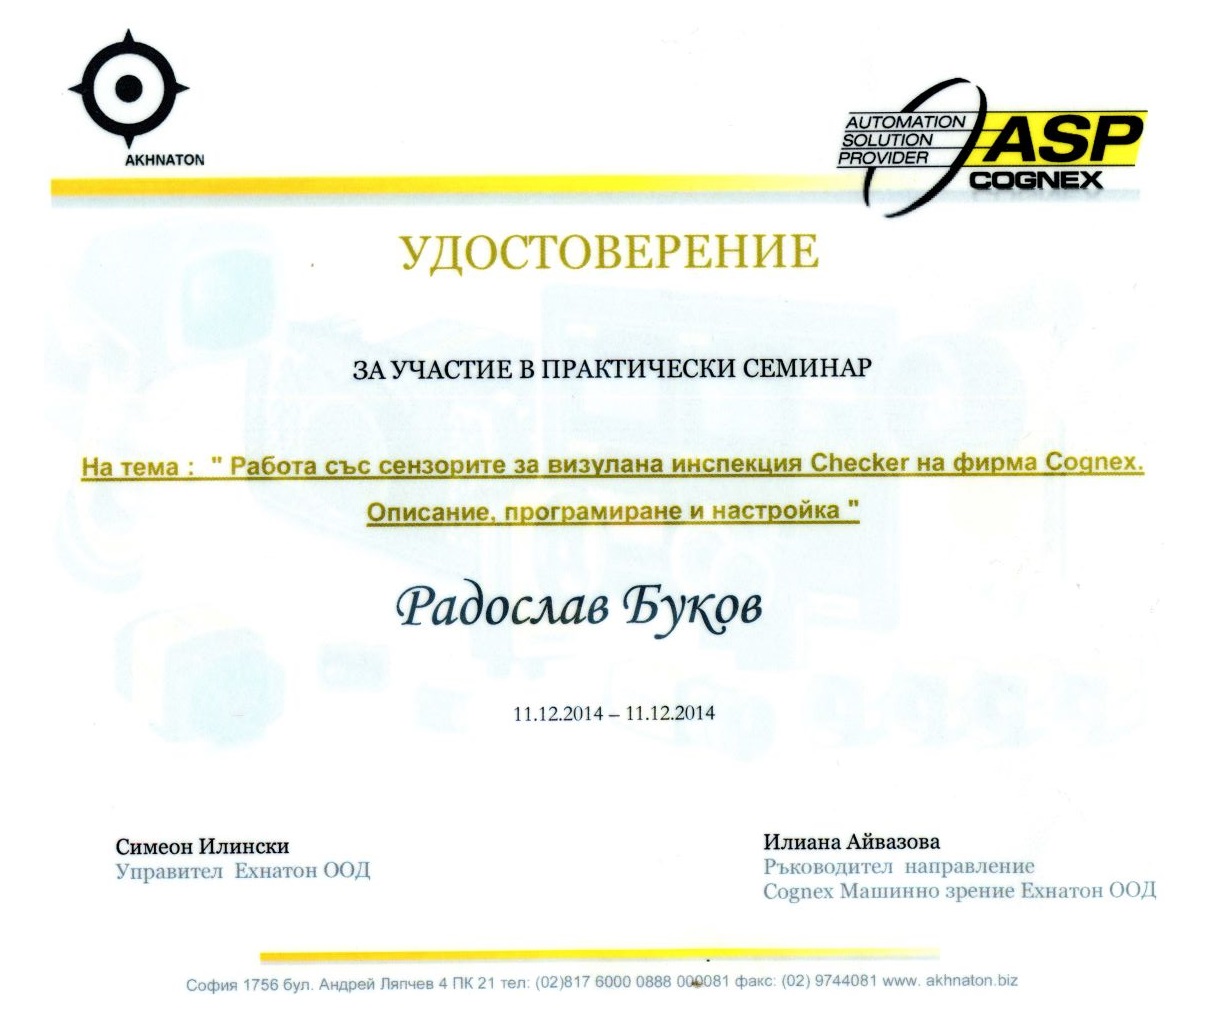 AKHNATON
AUTOMATION
SOLUTION
PROVIDER
ASP
COGNEX
УДОСТОВЕРЕНИЕ
ЗА УЧАСТИЕ В ПРАКТИЧЕСКИ СЕМИНАР
На тема : " Работа със сензорите за визулана инспекция Checker на фирма Cognex.
Описание, програмиране и настройка "
Радослав Буков
11.12.2014 – 11.12.2014
Симеон Илински
Управител Ехнатон ООД
Илиана Айвазова
Ръководител направление
Cognex Машинно зрение Ехнатон ООД
София 1756 бул. Андрей Ляпчев 4 ПК 21 тел: (02)817 6000 0888 000081 факс: (02) 9744081 www. akhnaton.biz